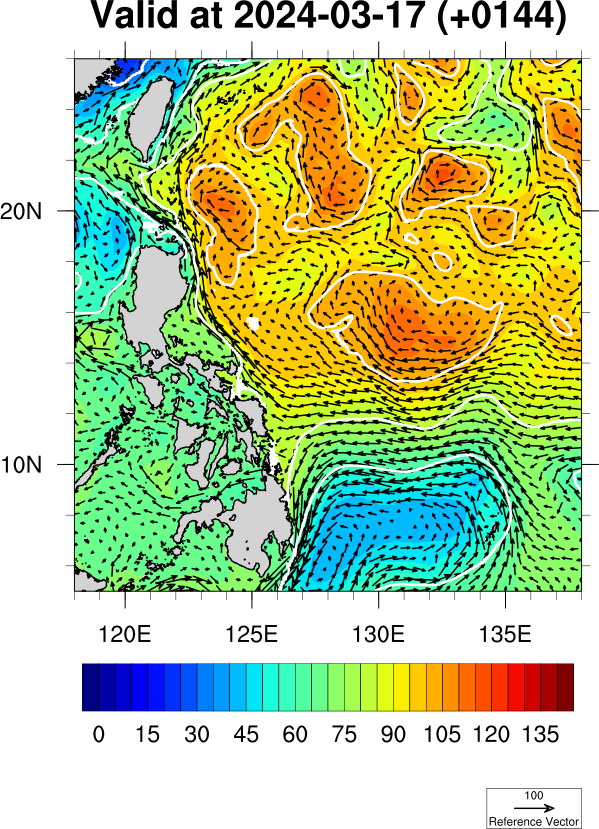 Valid at 2024-03-17 (+0144)
20N
10N
120E 125E 130E 135E
0 15 30 45 60 75 90 105 120 135
100
Reference Vector